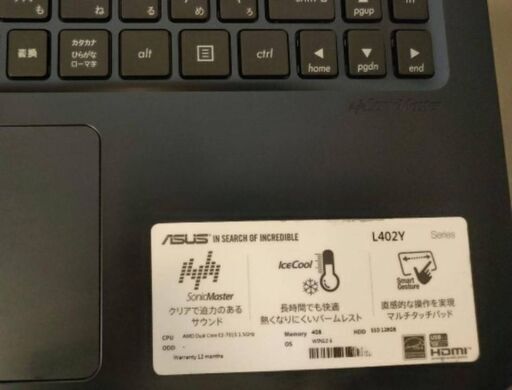 ね る め
shift
pgup
変換 カタカナ ひらがな ローマ字 alt ctrl home pgdn end
SonicMaster
ASUS IN SEARCH OF INCREDIBLE L402Y Series
SonicMaster IceCool Smart Gesture
クリアで迫力のある
サウンド
長時間でも快適
熱くなりにくいパームレスト
直感的な操作を実現
マルチタッチパッド
CPU AMD Dual Core E2-7015 1.5GHz Memory 4GB HDD SSD 128GB
ODD - OS
Warranty 12 months
HDMI